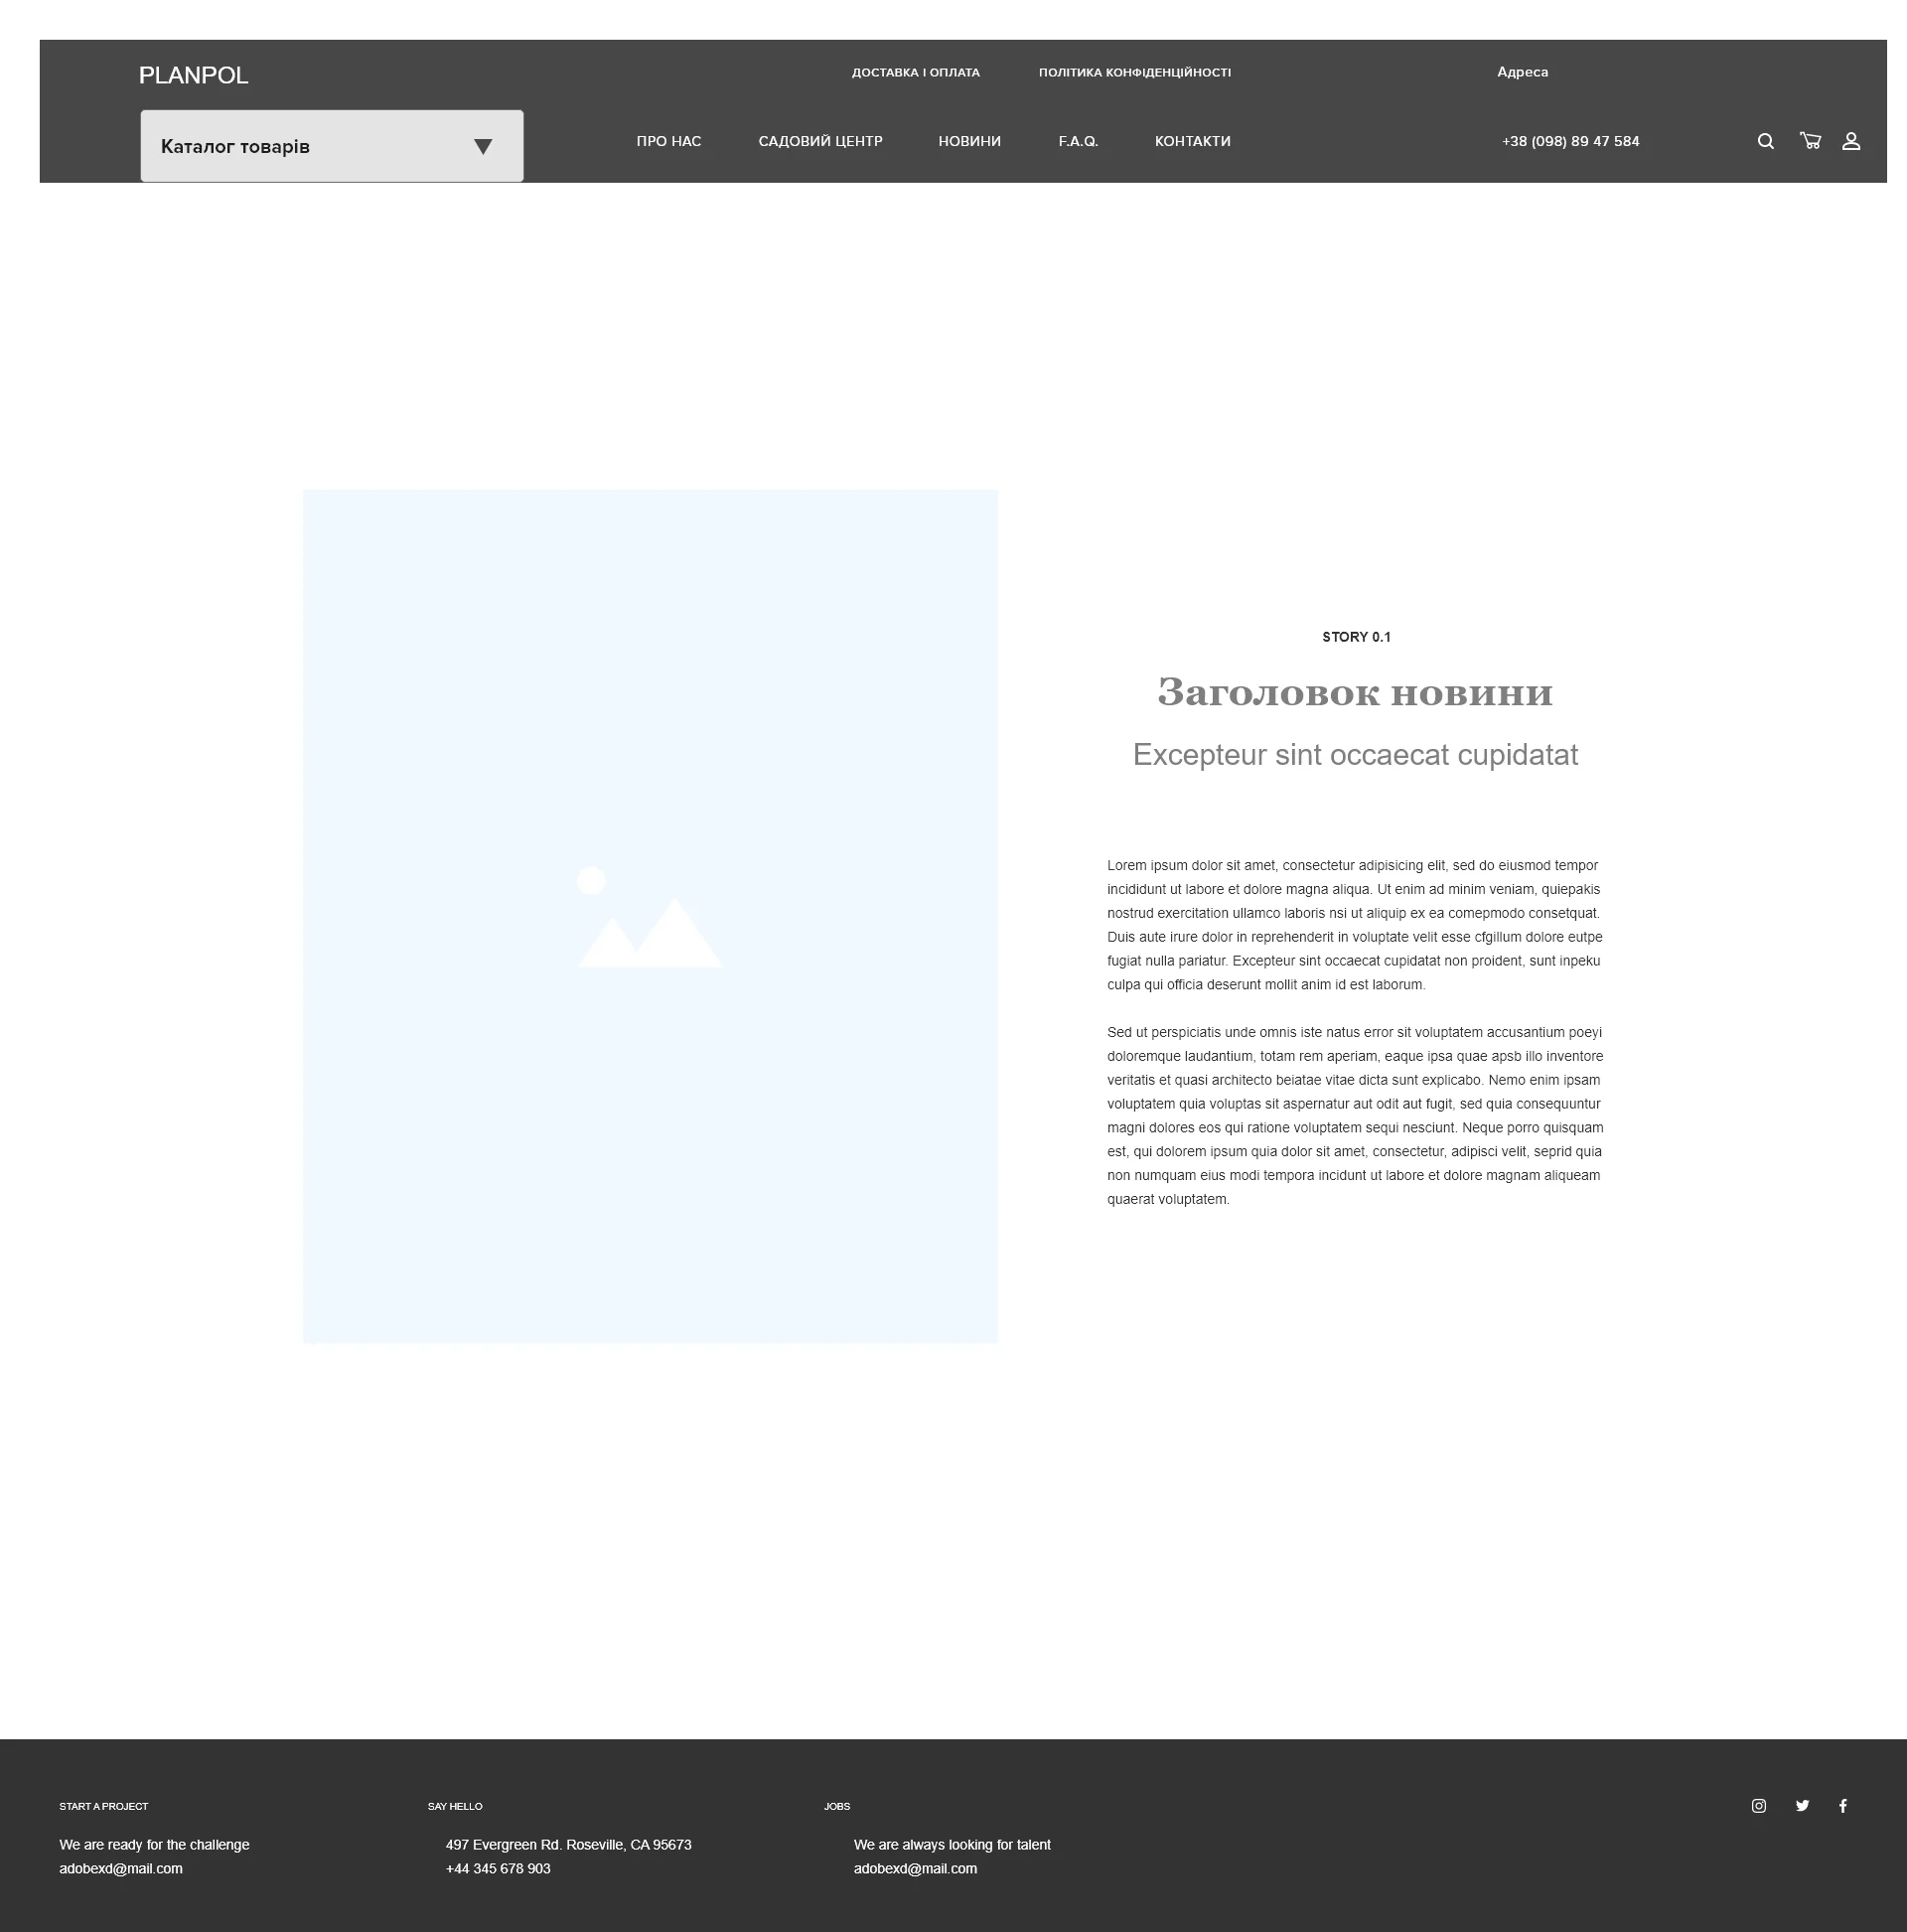 PLANPOL
ДОСТАВКА І ОПЛАТА
ПОЛІТИКА КОНФІДЕНЦІЙНОСТІ
Адреса
Каталог товарів
ПРО НАС
САДОВИЙ ЦЕНТР
НОВИНИ
F.A.Q.
КОНТАКТИ
+38 (098) 89 47 584
STORY 0.1
Заголовок новини
Excepteur sint occaecat cupidatat
Lorem ipsum dolor sit amet, consectetur adipisicing elit, sed do eiusmod tempor
incididunt ut labore et dolore magna aliqua. Ut enim ad minim veniam, quiepakis
nostrud exercitation ullamco laboris nsi ut aliquip ex ea comepmodo consetquat.
Duis aute irure dolor in reprehenderit in voluptate velit esse cfgillum dolore eutpe
fugiat nulla pariatur. Excepteur sint occaecat cupidatat non proident, sunt inpeku
culpa qui officia deserunt mollit anim id est laborum.
Sed ut perspiciatis unde omnis iste natus error sit voluptatem accusantium poeyi
doloremque laudantium, totam rem aperiam, eaque ipsa quae apsb illo inventore
veritatis et quasi architecto beiatae vitae dicta sunt explicabo. Nemo enim ipsam
voluptatem quia voluptas sit aspernatur aut odit aut fugit, sed quia consequuntur
magni dolores eos qui ratione voluptatem sequi nesciunt. Neque porro quisquam
est, qui dolorem ipsum quia dolor sit amet, consectetur, adipisci velit, seprid quia
non numquam eius modi tempora incidunt ut labore et dolore magnam aliqueam
quaerat voluptatem.
START A PROJECT
We are ready for the challenge
adobexd@mail.com
SAY HELLO
497 Evergreen Rd. Roseville, CA 95673
+44 345 678 903
JOBS
We are always looking for talent
adobexd@mail.com